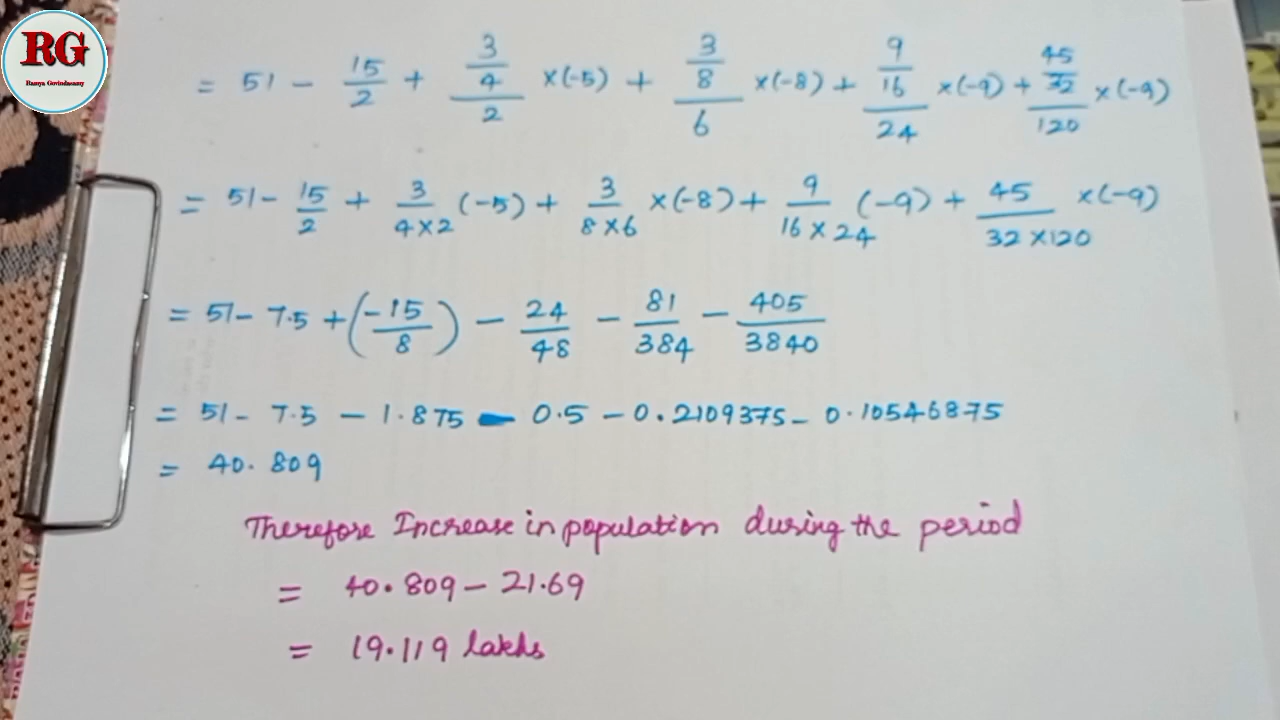 RG
Ramya Govindasamy
= 51 - 15/2 + (3/4)/2 ×(-5) + (3/8)/6 ×(-8) + (9/16)/24 ×(-9) + (45/32)/120 ×(-9)
= 51 - 15/2 + 3/(4×2) (-5) + 3/(8×6) ×(-8) + 9/(16×24) (-9) + 45/(32×120) ×(-9)
= 51 - 7.5 + (-15/8) - 24/48 - 81/384 - 405/3840
= 51 - 7.5 - 1.875 - 0.5 - 0.2109375 - 0.10546875
= 40.809
Therefore Increase in population during the period
= 40.809 - 21.69
= 19.119 lakhs